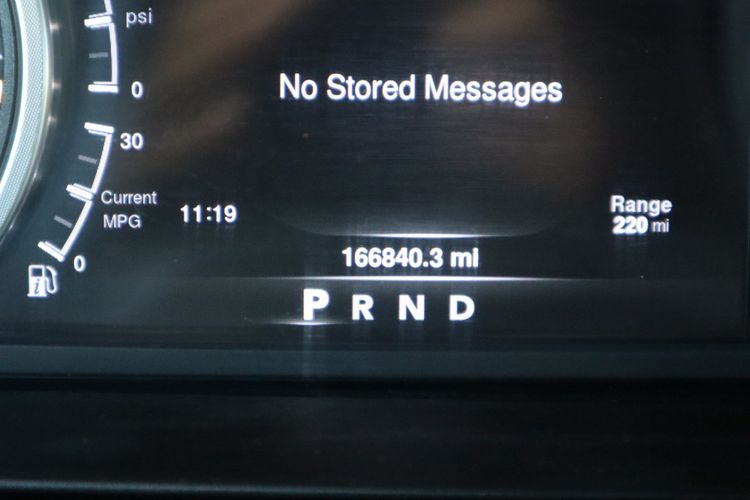 psi
0
No Stored Messages
30
Current
MPG
11:19
0
Range
220 mi
166840.3 mi
P R N D